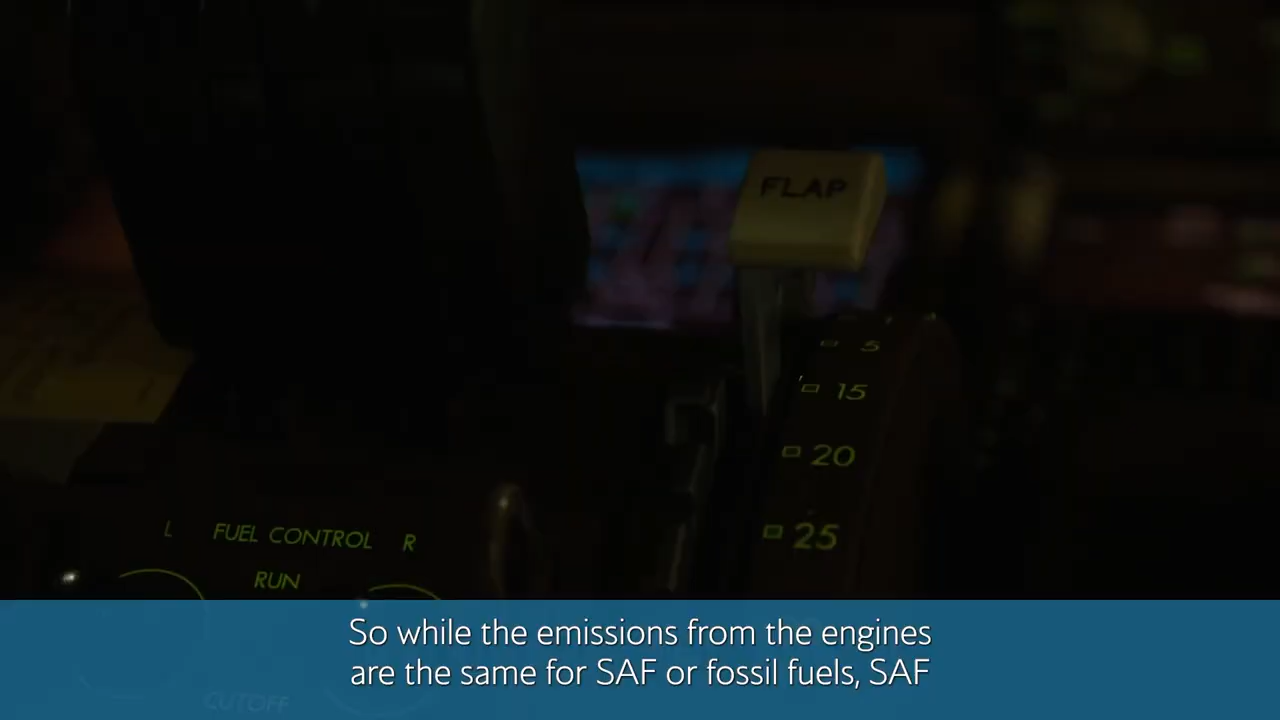 FLAP
5
15
20
25
L FUEL CONTROL R
RUN
CUTOFF
So while the emissions from the engines
are the same for SAF or fossil fuels, SAF